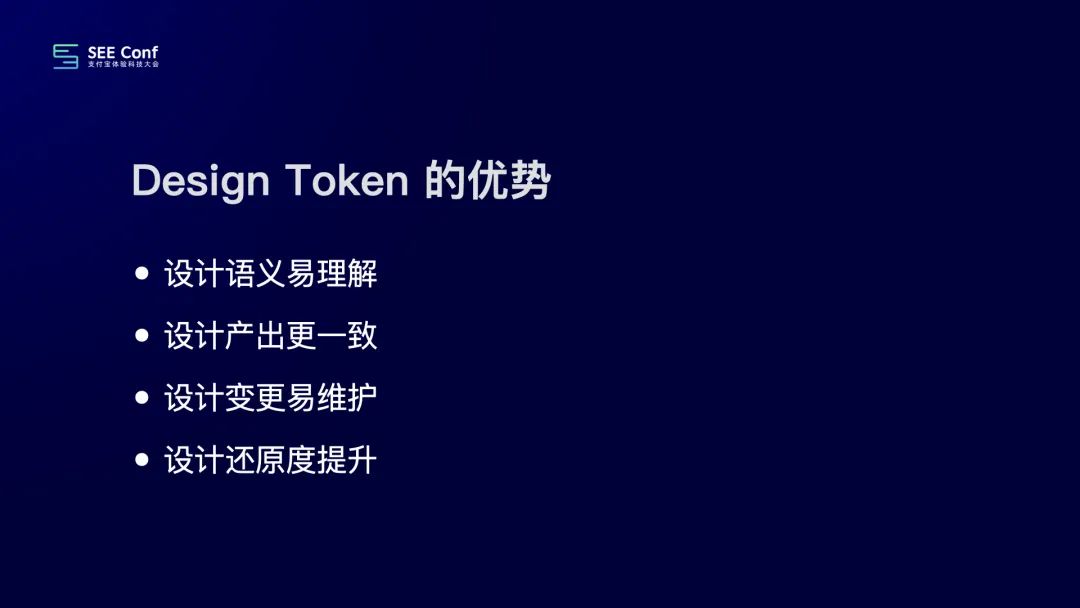 SEE Conf
支付宝体验科技大会
Design Token 的优势
• 设计语义易理解
• 设计产出更一致
• 设计变更易维护
• 设计还原度提升